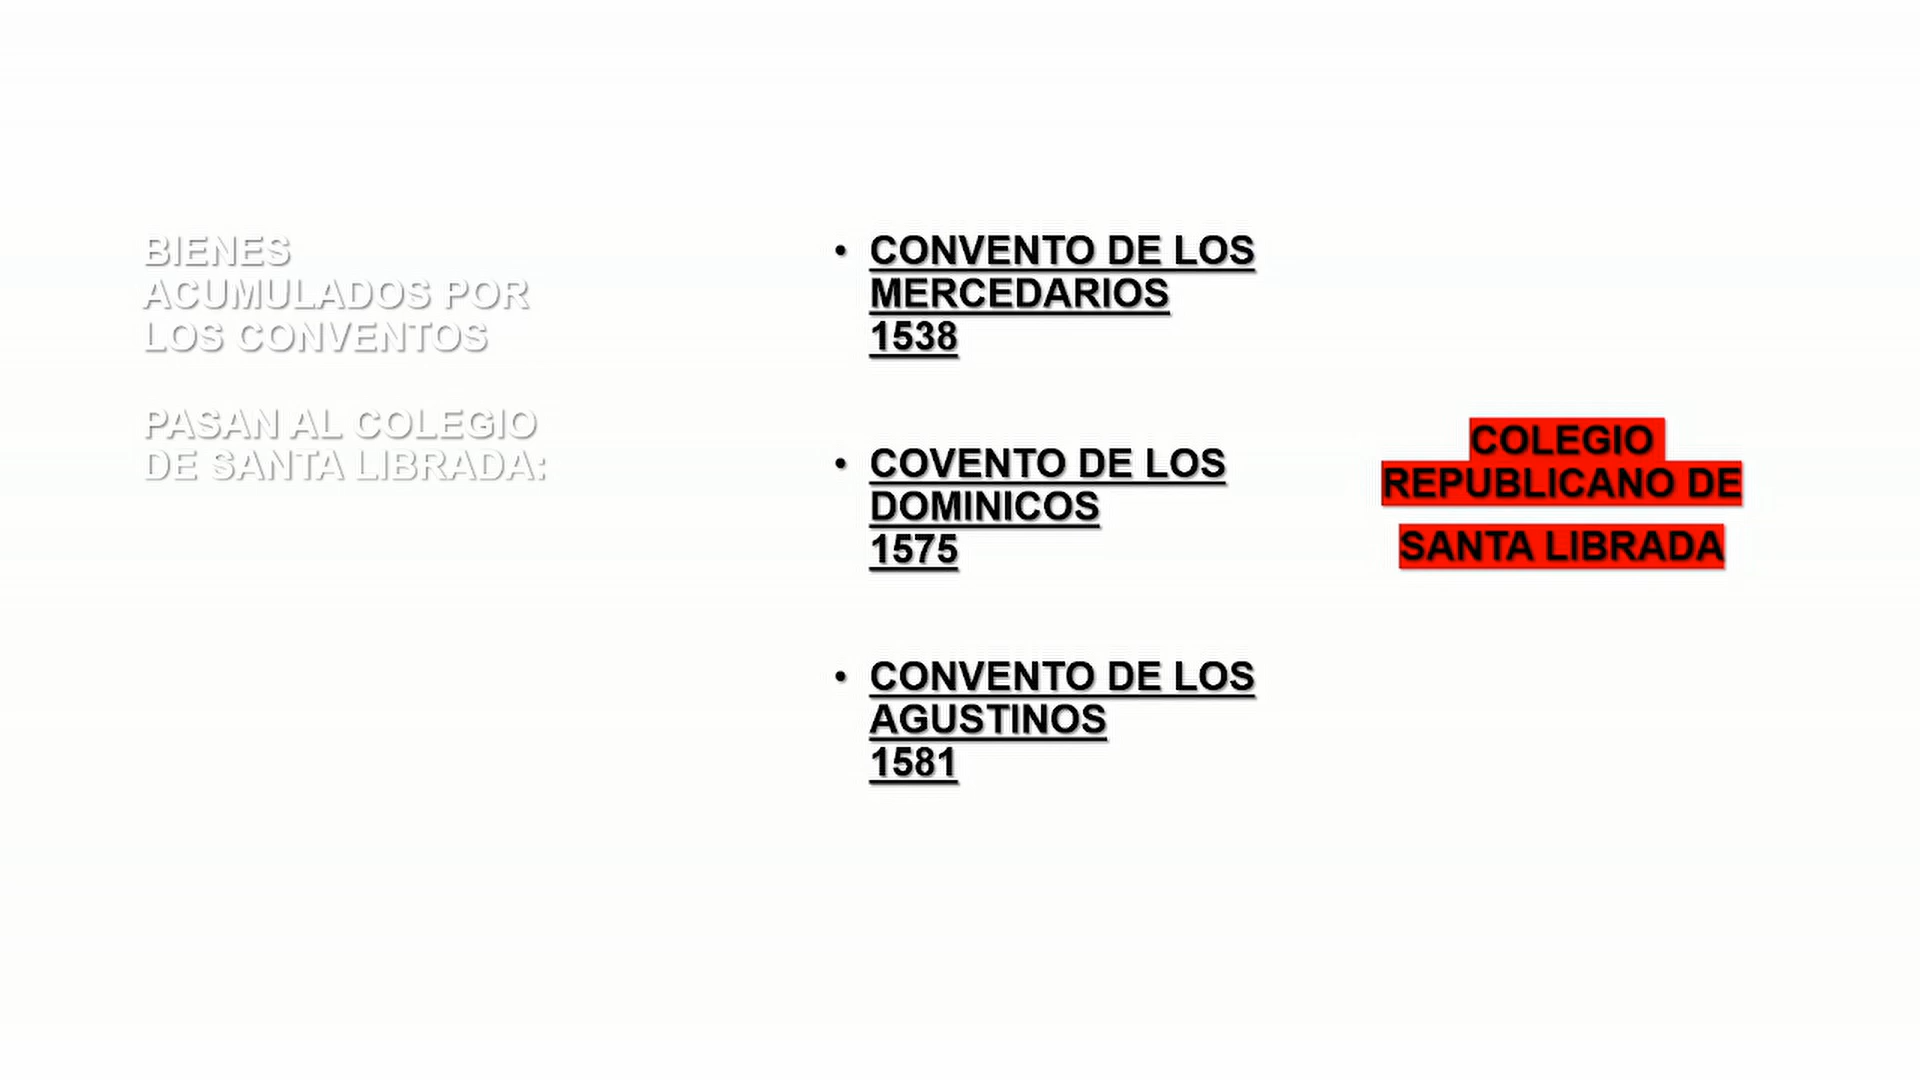 BIENES
ACUMULADOS POR
LOS CONVENTOS
PASAN AL COLEGIO
DE SANTA LIBRADA:
• CONVENTO DE LOS
MERCEDARIOS
1538
• COVENTO DE LOS
DOMINICOS
1575
• CONVENTO DE LOS
AGUSTINOS
1581
COLEGIO
REPUBLICANO DE
SANTA LIBRADA